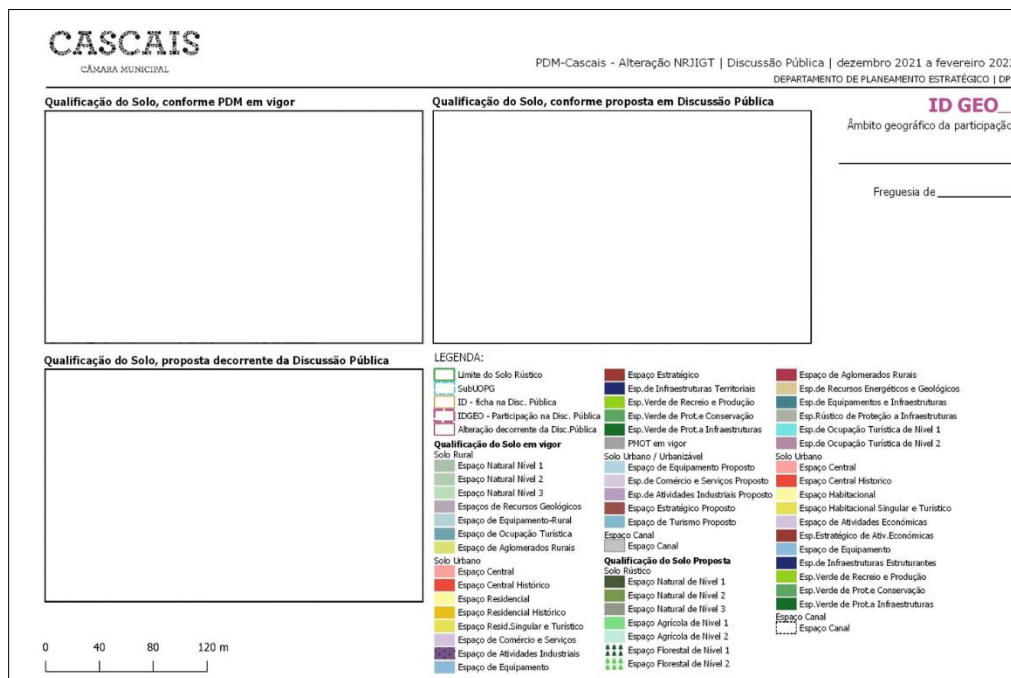 CASCAIS
CÂMARA MUNICIPAL
PDM-Cascais - Alteração NRJIGT | Discussão Pública | dezembro 2021 a fevereiro 2022
DEPARTAMENTO DE PLANEAMENTO ESTRATÉGICO | DP
Qualificação do Solo, conforme PDM em vigor
Qualificação do Solo, conforme proposta em Discussão Pública
ID GEO_
Âmbito geográfico da participação
Freguesia de
Qualificação do Solo, proposta decorrente da Discussão Pública
0 40 80 120 m
LEGENDA:
Limite do Solo Rústico
SubUOPG
ID - ficha na Disc. Pública
IDGEO - Participação na Disc. Pública
Alteração decorrente da Disc.Pública
Qualificação do Solo em vigor
Solo Rural
Espaço Natural Nível 1
Espaço Natural Nível 2
Espaço Natural Nível 3
Espaços de Recursos Geológicos
Espaço de Equipamento-Rural
Espaço de Ocupação Turística
Espaço de Aglomerados Rurais
Solo Urbano
Espaço Central
Espaço Central Histórico
Espaço Residencial
Espaço Residencial Histórico
Espaço Resid.Singular e Turístico
Espaço de Comércio e Serviços
Espaço de Atividades Industriais
Espaço de Equipamento
Espaço Estratégico
Esp.de Infraestruturas Territoriais
Esp.Verde de Recreio e Produção
Esp.Verde de Prot.e Conservação
Esp.Verde de Prot.a Infraestruturas
PMOT em vigor
Solo Urbano / Urbanizável
Espaço de Equipamento Proposto
Esp.de Comércio e Serviços Proposto
Esp.de Atividades Industriais Proposto
Espaço Estratégico Proposto
Espaço de Turismo Proposto
Espaço Canal
Espaço Canal
Qualificação do Solo Proposta
Solo Rústico
Espaço Natural de Nível 1
Espaço Natural de Nível 2
Espaço Natural de Nível 3
Espaço Agrícola de Nível 1
Espaço Agrícola de Nível 2
Espaço Florestal de Nível 1
Espaço Florestal de Nível 2
Espaço de Aglomerados Rurais
Esp.de Recursos Energéticos e Geológicos
Esp.de Equipamentos e Infraestruturas
Esp.Rústico de Proteção a Infraestruturas
Esp.de Ocupação Turística de Nível 1
Esp.de Ocupação Turística de Nível 2
Solo Urbano
Espaço Central
Espaço Central Historico
Espaço Habitacional
Espaço Habitacional Singular e Turístico
Espaço de Atividades Económicas
Esp.Estratégico de Ativ.Económicas
Espaço de Equipamento
Esp.de Infraestruturas Estruturantes
Esp.Verde de Recreio e Produção
Esp.Verde de Prot.e Conservação
Esp.Verde de Prot.a Infraestruturas
Espaço Canal
Espaço Canal